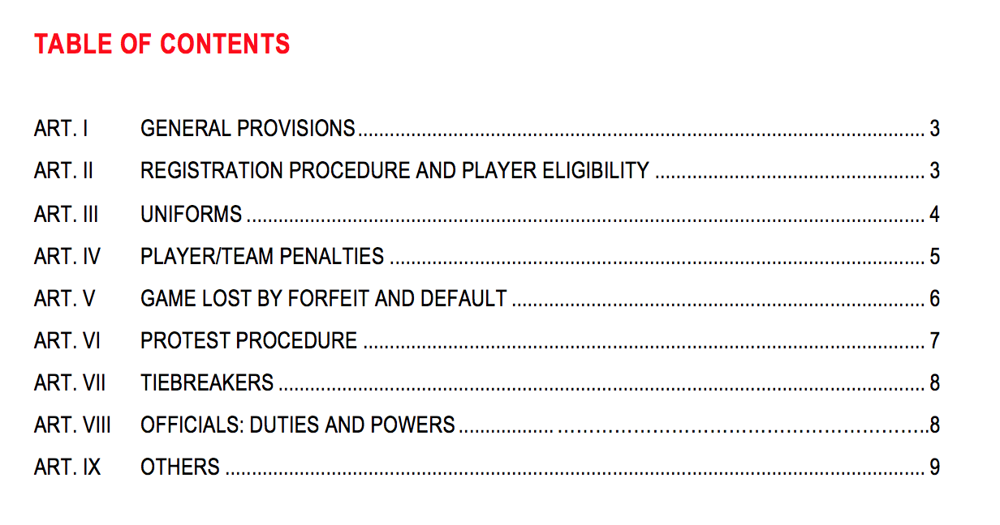 TABLE OF CONTENTS
ART. I GENERAL PROVISIONS........................................................................................................ 3
ART. II REGISTRATION PROCEDURE AND PLAYER ELIGIBILITY .................................................. 3
ART. III UNIFORMS .............................................................................................................................. 4
ART. IV PLAYER/TEAM PENALTIES ................................................................................................... 5
ART. V GAME LOST BY FORFEIT AND DEFAULT ............................................................................ 6
ART. VI PROTEST PROCEDURE ........................................................................................................ 7
ART. VII TIEBREAKERS ........................................................................................................................ 8
ART. VIII OFFICIALS: DUTIES AND POWERS .................……………………………………………..8
ART. IX OTHERS .................................................................................................................................. 9